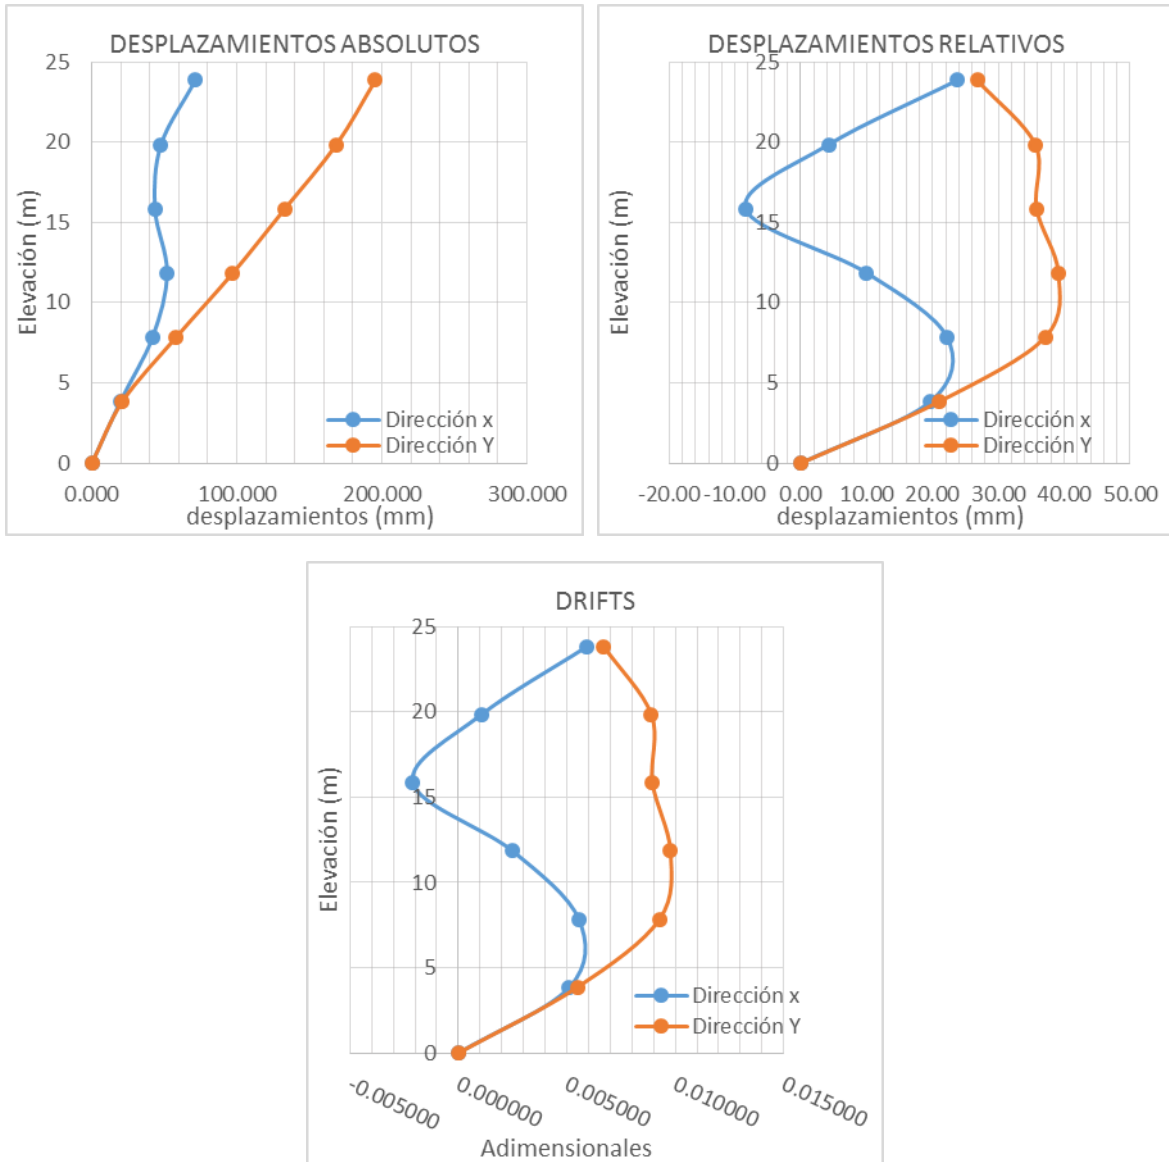 DESPLAZAMIENTOS ABSOLUTOS
25
20
15
10
5
0
Elevación (m)
Dirección x
Dirección Y
0.000 100.000 200.000 300.000
desplazamientos (mm)
DESPLAZAMIENTOS RELATIVOS
25
20
15
10
5
0
Elevación (m)
Dirección x
Dirección Y
-20.00 -10.00 0.00 10.00 20.00 30.00 40.00 50.00
desplazamientos (mm)
DRIFTS
25
20
15
10
5
0
Elevación (m)
Dirección x
Dirección Y
-0.005000 0.000000 0.005000 0.010000 0.015000
Adimensionales